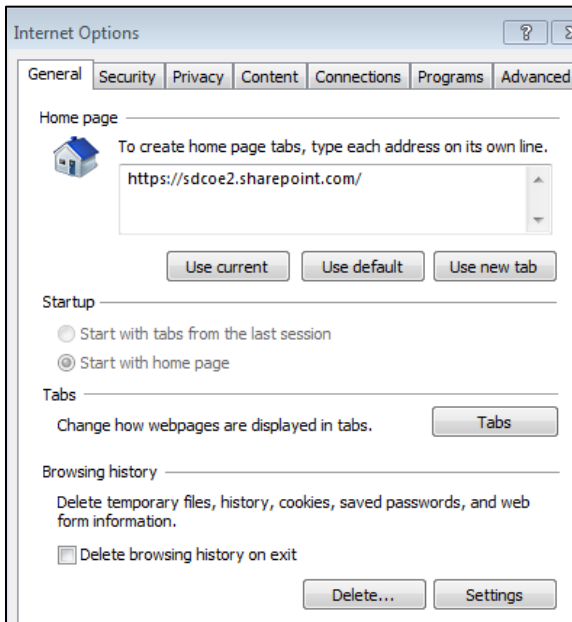 Internet Options
General Security Privacy Content Connections Programs Advanced
Home page
To create home page tabs, type each address on its own line.
https://sdcoe2.sharepoint.com/
Use current Use default Use new tab
Startup
Start with tabs from the last session
Start with home page
Tabs
Change how webpages are displayed in tabs. Tabs
Browsing history
Delete temporary files, history, cookies, saved passwords, and web
form information.
Delete browsing history on exit
Delete... Settings